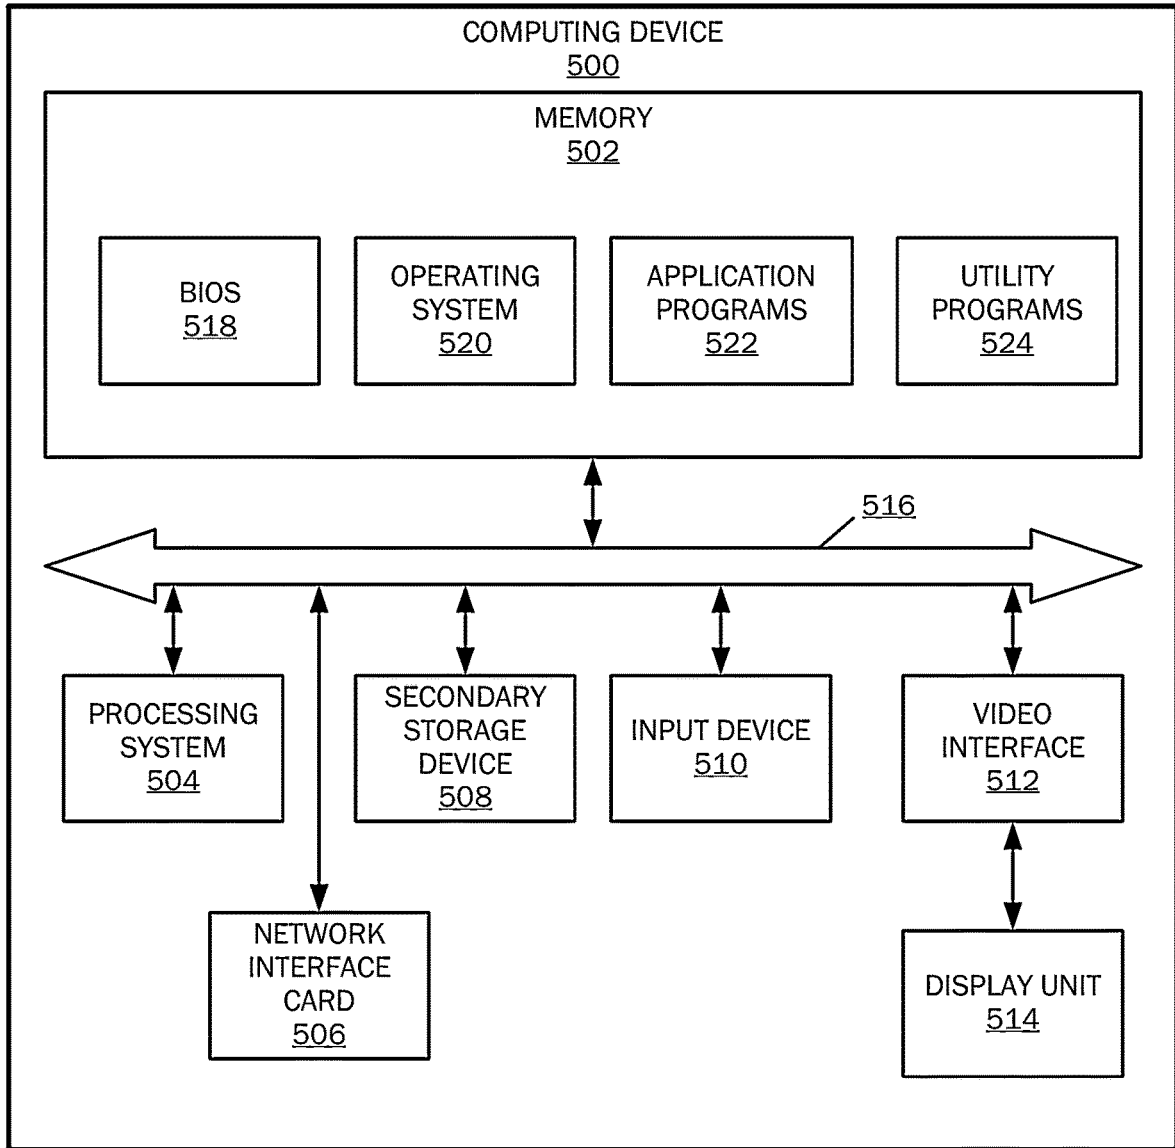 COMPUTING DEVICE
500
MEMORY
502
BIOS
518
OPERATING
SYSTEM
520
APPLICATION
PROGRAMS
522
UTILITY
PROGRAMS
524
516
PROCESSING
SYSTEM
504
SECONDARY
STORAGE
DEVICE
508
INPUT DEVICE
510
VIDEO
INTERFACE
512
NETWORK
INTERFACE
CARD
506
DISPLAY UNIT
514